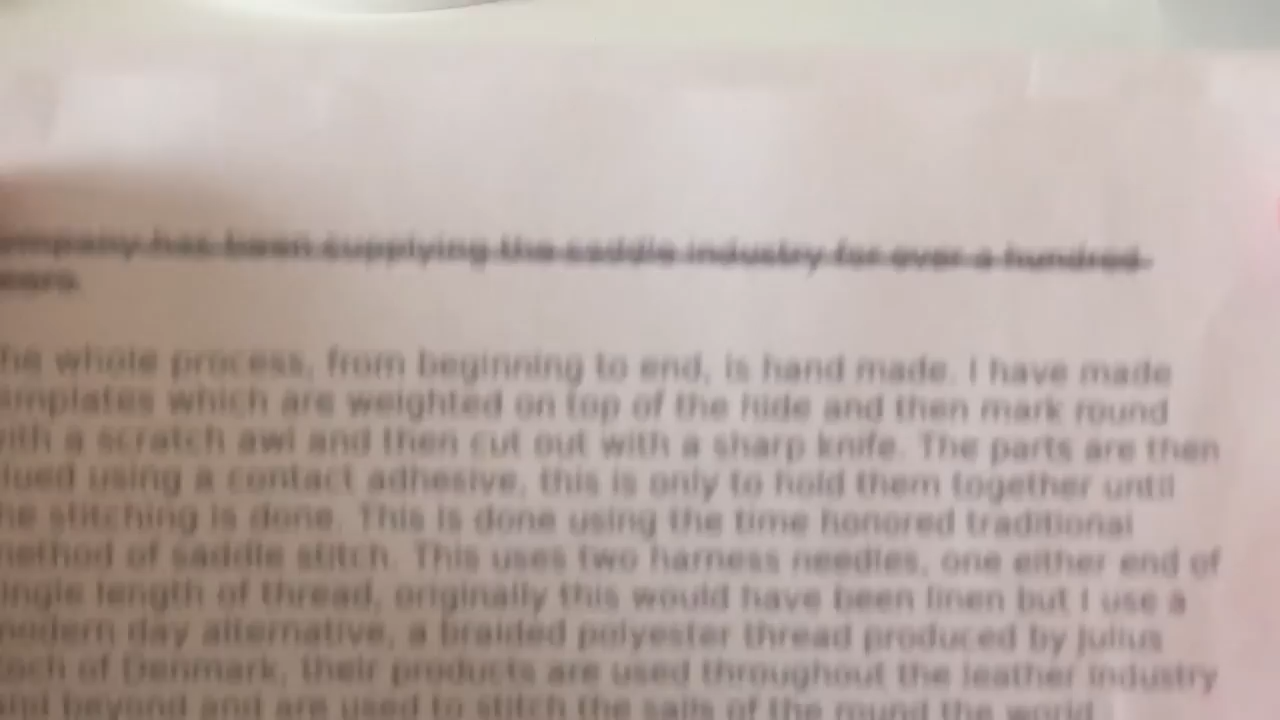 company has been supplying the saddle industry for over a hundred
years.
The whole process, from beginning to end, is hand made. I have made
templates which are weighted on top of the hide and then mark round
with a scratch awl and then cut out with a sharp knife. The parts are then
glued using a contact adhesive, this is only to hold them together until
the stitching is done. This is done using the time honored traditional
method of saddle stitch. This uses two harness needles, one either end of
single length of thread, originally this would have been linen but I use a
modern day alternative, a braided polyester thread produced by Julius
Koch of Denmark, their products are used throughout the leather industry
and beyond and are used to stitch the sails of the round the world